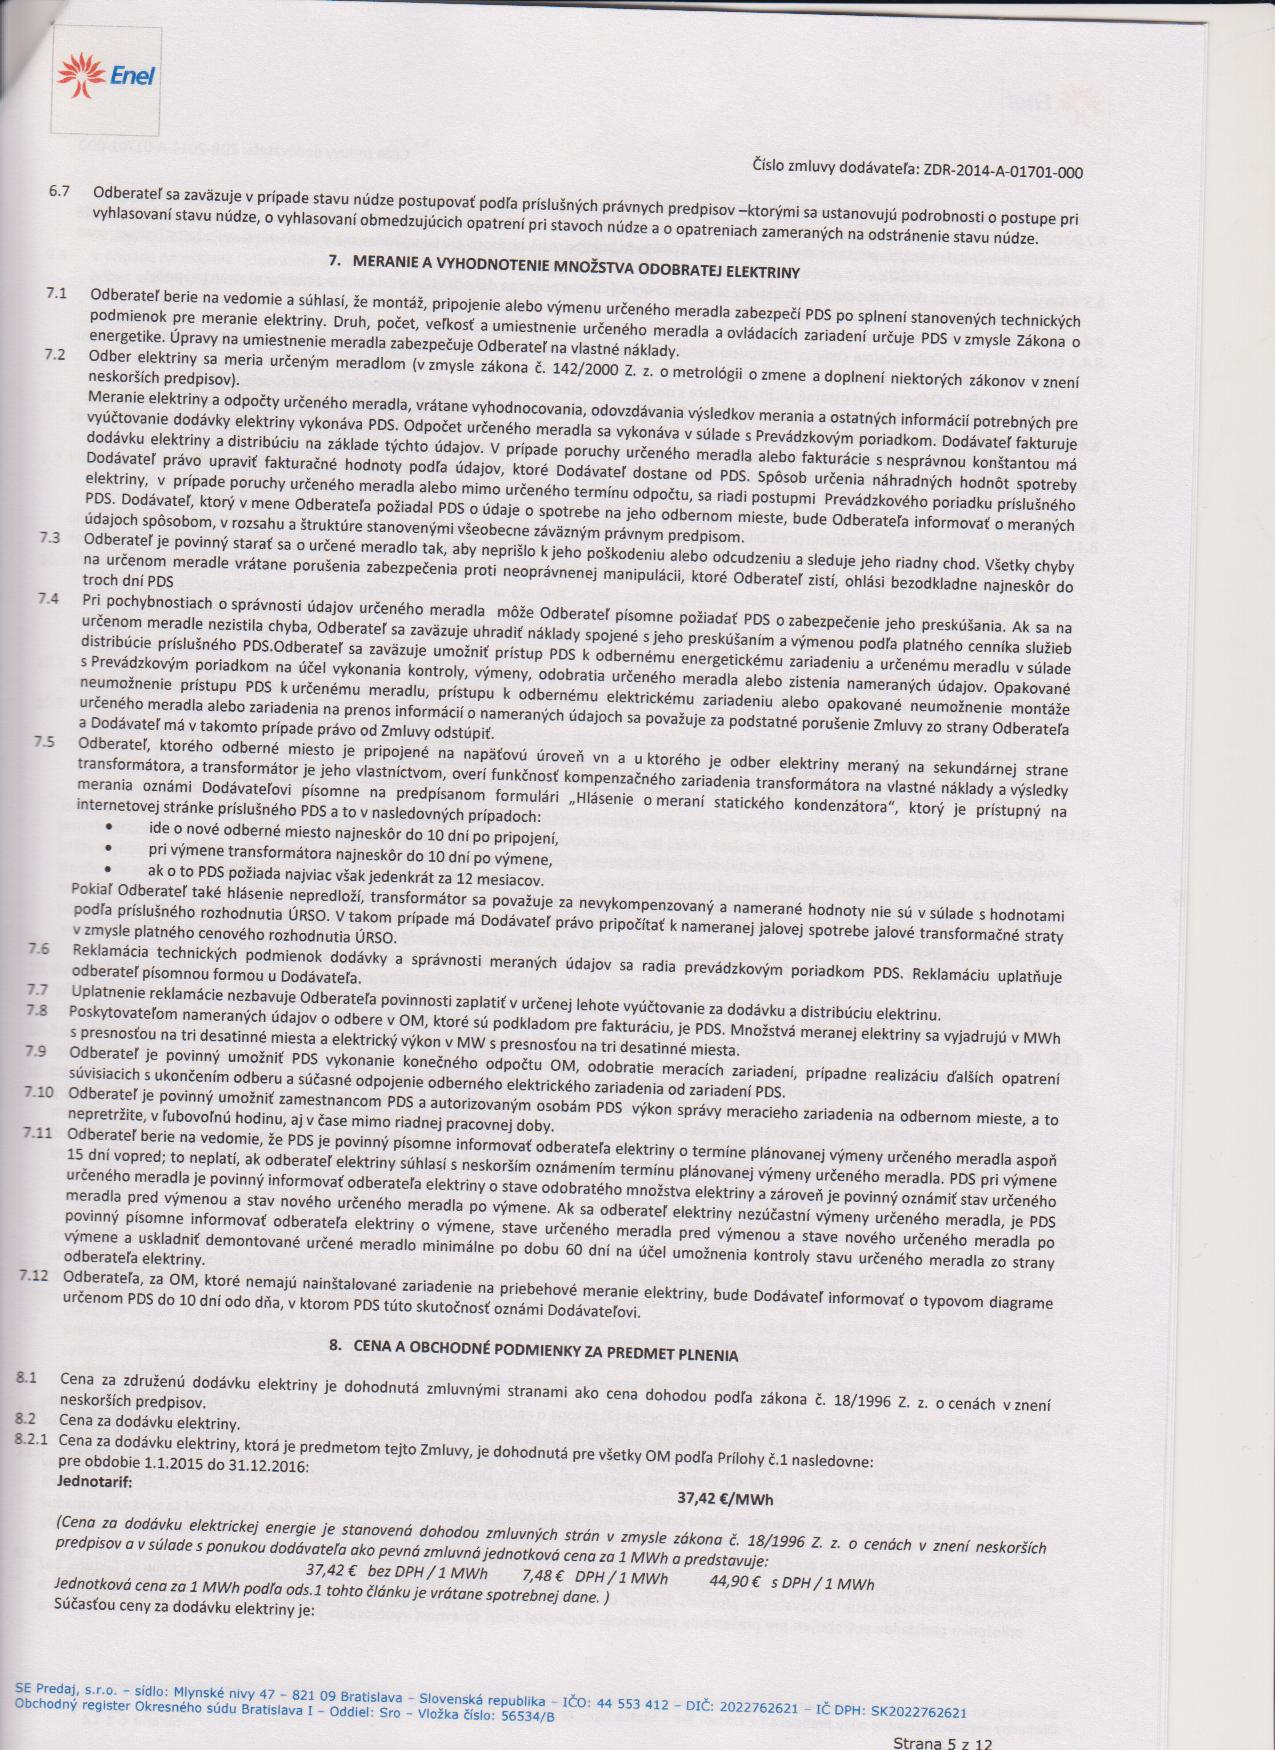 Enel
Číslo zmluvy dodávateľa: ZDR-2014-A-01701-000
6.7 Odberateľ sa zaväzuje v prípade stavu núdze postupovať podľa príslušných právnych predpisov –ktorými sa ustanovujú podrobnosti o postupe pri
vyhlasovaní stavu núdze, o vyhlasovaní obmedzujúcich opatrení pri stavoch núdze a o opatreniach zameraných na odstránenie stavu núdze.
7. MERANIE A VYHODNOTENIE MNOŽSTVA ODOBRATEJ ELEKTRINY
7.1 Odberateľ berie na vedomie a súhlasí, že montáž, pripojenie alebo výmenu určeného meradla zabezpečí PDS po splnení stanovených technických
podmienok pre meranie elektriny. Druh, počet, veľkosť a umiestnenie určeného meradla a ovládacích zariadení určuje PDS v zmysle Zákona o
energetike. Úpravy na umiestnenie meradla zabezpečuje Odberateľ na vlastné náklady.
7.2 Odber elektriny sa meria určeným meradlom (v zmysle zákona č. 142/2000 Z. z. o metrológii o zmene a doplnení niektorých zákonov v znení
neskorších predpisov).
Meranie elektriny a odpočty určeného meradla, vrátane vyhodnocovania, odovzdávania výsledkov merania a ostatných informácií potrebných pre
vyúčtovanie dodávky elektriny vykonáva PDS. Odpočet určeného meradla sa vykonáva v súlade s Prevádzkovým poriadkom. Dodávateľ fakturuje
dodávku elektriny a distribúciu na základe týchto údajov. V prípade poruchy určeného meradla alebo fakturácie s nesprávnou konštantou má
Dodávateľ právo upraviť fakturačné hodnoty podľa údajov, ktoré Dodávateľ dostane od PDS. Spôsob určenia náhradných hodnôt spotreby
elektriny, v prípade poruchy určeného meradla alebo mimo určeného termínu odpočtu, sa riadi postupmi Prevádzkového poriadku príslušného
PDS. Dodávateľ, ktorý v mene Odberateľa požiadal PDS o údaje o spotrebe na jeho odbernom mieste, bude Odberateľa informovať o meraných
údajoch spôsobom, v rozsahu a štruktúre stanovenými všeobecne záväzným právnym predpisom.
7.3 Odberateľ je povinný starať sa o určené meradlo tak, aby neprišlo k jeho poškodeniu alebo odcudzeniu a sleduje jeho riadny chod. Všetky chyby
na určenom meradle vrátane porušenia zabezpečenia proti neoprávnenej manipulácii, ktoré Odberateľ zistí, ohlási bezodkladne najneskôr do
troch dní PDS
7.4 Pri pochybnostiach o správnosti údajov určeného meradla môže Odberateľ písomne požiadať PDS o zabezpečenie jeho preskúšania. Ak sa na
určenom meradle nezistila chyba, Odberateľ sa zaväzuje uhradiť náklady spojené s jeho preskúšaním a výmenou podľa platného cenníka služieb
distribúcie príslušného PDS.Odberateľ sa zaväzuje umožniť prístup PDS k odbernému energetickému zariadeniu a určenému meradlu v súlade
s Prevádzkovým poriadkom na účel vykonania kontroly, výmeny, odobratia určeného meradla alebo zistenia nameraných údajov. Opakované
neumožnenie prístupu PDS k určenému meradlu, prístupu k odbernému elektrickému zariadeniu alebo opakované neumožnenie montáže
určeného meradla alebo zariadenia na prenos informácií o nameraných údajoch sa považuje za podstatné porušenie Zmluvy zo strany Odberateľa
a Dodávateľ má v takomto prípade právo od Zmluvy odstúpiť.
7.5 Odberateľ, ktorého odberné miesto je pripojené na napäťovú úroveň vn a u ktorého je odber elektriny meraný na sekundárnej strane
transformátora, a transformátor je jeho vlastníctvom, overí funkčnosť kompenzačného zariadenia transformátora na vlastné náklady a výsledky
merania oznámi Dodávateľovi písomne na predpísanom formulári „Hlásenie o meraní statického kondenzátora“, ktorý je prístupný na
internetovej stránke príslušného PDS a to v nasledovných prípadoch:
• ide o nové odberné miesto najneskôr do 10 dní po pripojení,
• pri výmene transformátora najneskôr do 10 dní po výmene,
• ak o to PDS požiada najviac však jedenkrát za 12 mesiacov.
Pokiaľ Odberateľ také hlásenie nepredloží, transformátor sa považuje za nevykompenzovaný a namerané hodnoty nie sú v súlade s hodnotami
podľa príslušného rozhodnutia ÚRSO. V takom prípade má Dodávateľ právo pripočítať k nameranej jalovej spotrebe jalové transformačné straty
v zmysle platného cenového rozhodnutia ÚRSO.
7.6 Reklamácia technických podmienok dodávky a správnosti meraných údajov sa radia prevádzkovým poriadkom PDS. Reklamáciu uplatňuje
odberateľ písomnou formou u Dodávateľa.
7.7 Uplatnenie reklamácie nezbavuje Odberateľa povinnosti zaplatiť v určenej lehote vyúčtovanie za dodávku a distribúciu elektrinu.
7.8 Poskytovateľom nameraných údajov o odbere v OM, ktoré sú podkladom pre fakturáciu, je PDS. Množstvá meranej elektriny sa vyjadrujú v MWh
s presnosťou na tri desatinné miesta a elektrický výkon v MW s presnosťou na tri desatinné miesta.
7.9 Odberateľ je povinný umožniť PDS vykonanie konečného odpočtu OM, odobratie meracích zariadení, prípadne realizáciu ďalších opatrení
súvisiacich s ukončením odberu a súčasné odpojenie odberného elektrického zariadenia od zariadení PDS.
7.10 Odberateľ je povinný umožniť zamestnancom PDS a autorizovaným osobám PDS výkon správy meracieho zariadenia na odbernom mieste, a to
nepretržite, v ľubovoľnú hodinu, aj v čase mimo riadnej pracovnej doby.
7.11 Odberateľ berie na vedomie, že PDS je povinný písomne informovať odberateľa elektriny o termíne plánovanej výmeny určeného meradla aspoň
15 dní vopred; to neplatí, ak odberateľ elektriny súhlasí s neskorším oznámením termínu plánovanej výmeny určeného meradla. PDS pri výmene
určeného meradla je povinný informovať odberateľa elektriny o stave odobratého množstva elektriny a zároveň je povinný oznámiť stav určeného
meradla pred výmenou a stav nového určeného meradla po výmene. Ak sa odberateľ elektriny nezúčastní výmeny určeného meradla, je PDS
povinný písomne informovať odberateľa elektriny o výmene, stave určeného meradla pred výmenou a stave nového určeného meradla po
výmene a uskladniť demontované určené meradlo minimálne po dobu 60 dní na účel umožnenia kontroly stavu určeného meradla zo strany
odberateľa elektriny.
7.12 Odberateľa, za OM, ktoré nemajú nainštalované zariadenie na priebehové meranie elektriny, bude Dodávateľ informovať o typovom diagrame
určenom PDS do 10 dní odo dňa, v ktorom PDS túto skutočnosť oznámi Dodávateľovi.
8. CENA A OBCHODNÉ PODMIENKY ZA PREDMET PLNENIA
8.1 Cena za združenú dodávku elektriny je dohodnutá zmluvnými stranami ako cena dohodou podľa zákona č. 18/1996 Z. z. o cenách v znení
neskorších predpisov.
8.2 Cena za dodávku elektriny.
8.2.1 Cena za dodávku elektriny, ktorá je predmetom tejto Zmluvy, je dohodnutá pre všetky OM podľa Prílohy č.1 nasledovne:
pre obdobie 1.1.2015 do 31.12.2016:
Jednotarif: 37,42 €/MWh
(Cena za dodávku elektrickej energie je stanovená dohodou zmluvných strán v zmysle zákona č. 18/1996 Z. z. o cenách v znení neskorších
predpisov a v súlade s ponukou dodávateľa ako pevná zmluvná jednotková cena za 1 MWh a predstavuje:
37,42 € bez DPH / 1 MWh 7,48 € DPH / 1 MWh 44,90 € s DPH / 1 MWh
Jednotková cena za 1 MWh podľa ods.1 tohto článku je vrátane spotrebnej dane. )
Súčasťou ceny za dodávku elektriny je:
SE Predaj, s.r.o. – sídlo: Mlynské nivy 47 – 821 09 Bratislava – Slovenská republika – IČO: 44 553 412 – DIČ: 2022762621 – IČ DPH: SK2022762621
Obchodný register Okresného súdu Bratislava I – Oddiel: Sro – Vložka číslo: 56534/B
Strana 5 z 12